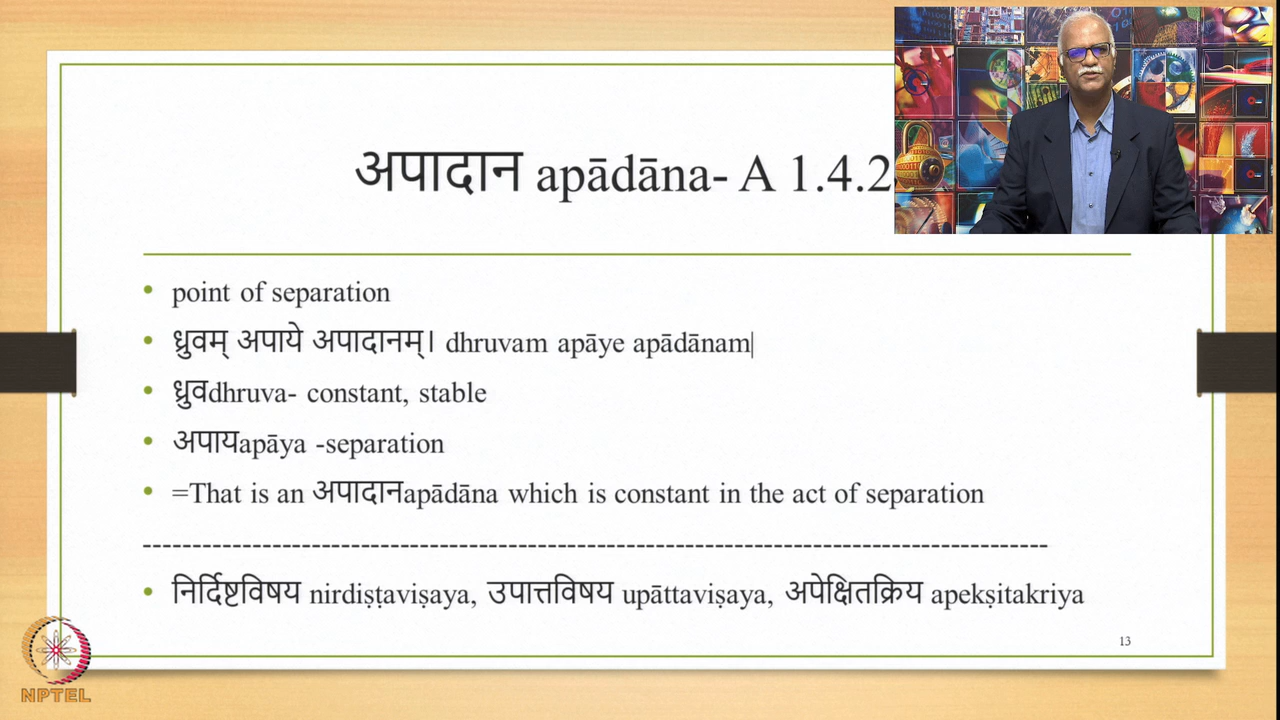 अपादान apādāna- A 1.4.2
• point of separation
• ध्रुवम् अपाये अपादानम्। dhruvam apāye apādānam|
• ध्रुवdhruva- constant, stable
• अपायapāya -separation
• =That is an अपादानapādāna which is constant in the act of separation
-----------------------------------------------------------------------------------------
• निर्दिष्टविषय nirdiṣṭaviṣaya, उपात्तविषय upāttaviṣaya, अपेक्षितक्रिय apekṣitakriya
13
NPTEL